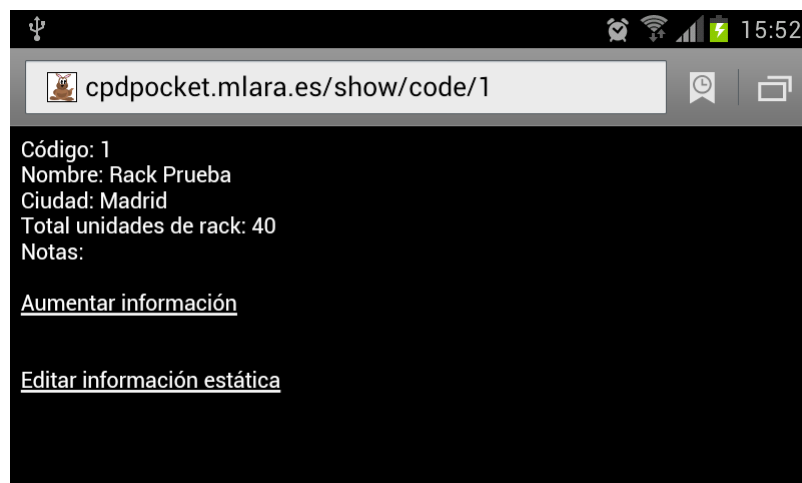 15:52
cpdpocket.mlara.es/show/code/1
Código: 1
Nombre: Rack Prueba
Ciudad: Madrid
Total unidades de rack: 40
Notas:
Aumentar información
Editar información estática